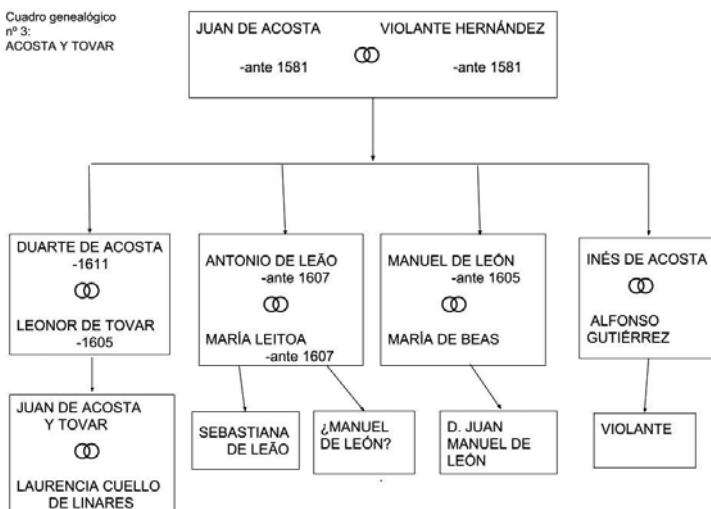 Cuadro genealógico
nº 3:
ACOSTA Y TOVAR
JUAN DE ACOSTA
-ante 1581
VIOLANTE HERNÁNDEZ
-ante 1581
DUARTE DE ACOSTA
-1611
LEONOR DE TOVAR
-1605
ANTONIO DE LEÃO
-ante 1607
MARÍA LEITOA
-ante 1607
MANUEL DE LEÓN
-ante 1605
MARÍA DE BEAS
INÉS DE ACOSTA
ALFONSO
GUTIÉRREZ
JUAN DE ACOSTA
Y TOVAR
LAURENCIA CUELLO
DE LINARES
SEBASTIANA
DE LEÃO
¿MANUEL
DE LEÓN?
D. JUAN
MANUEL DE
LEÓN
VIOLANTE